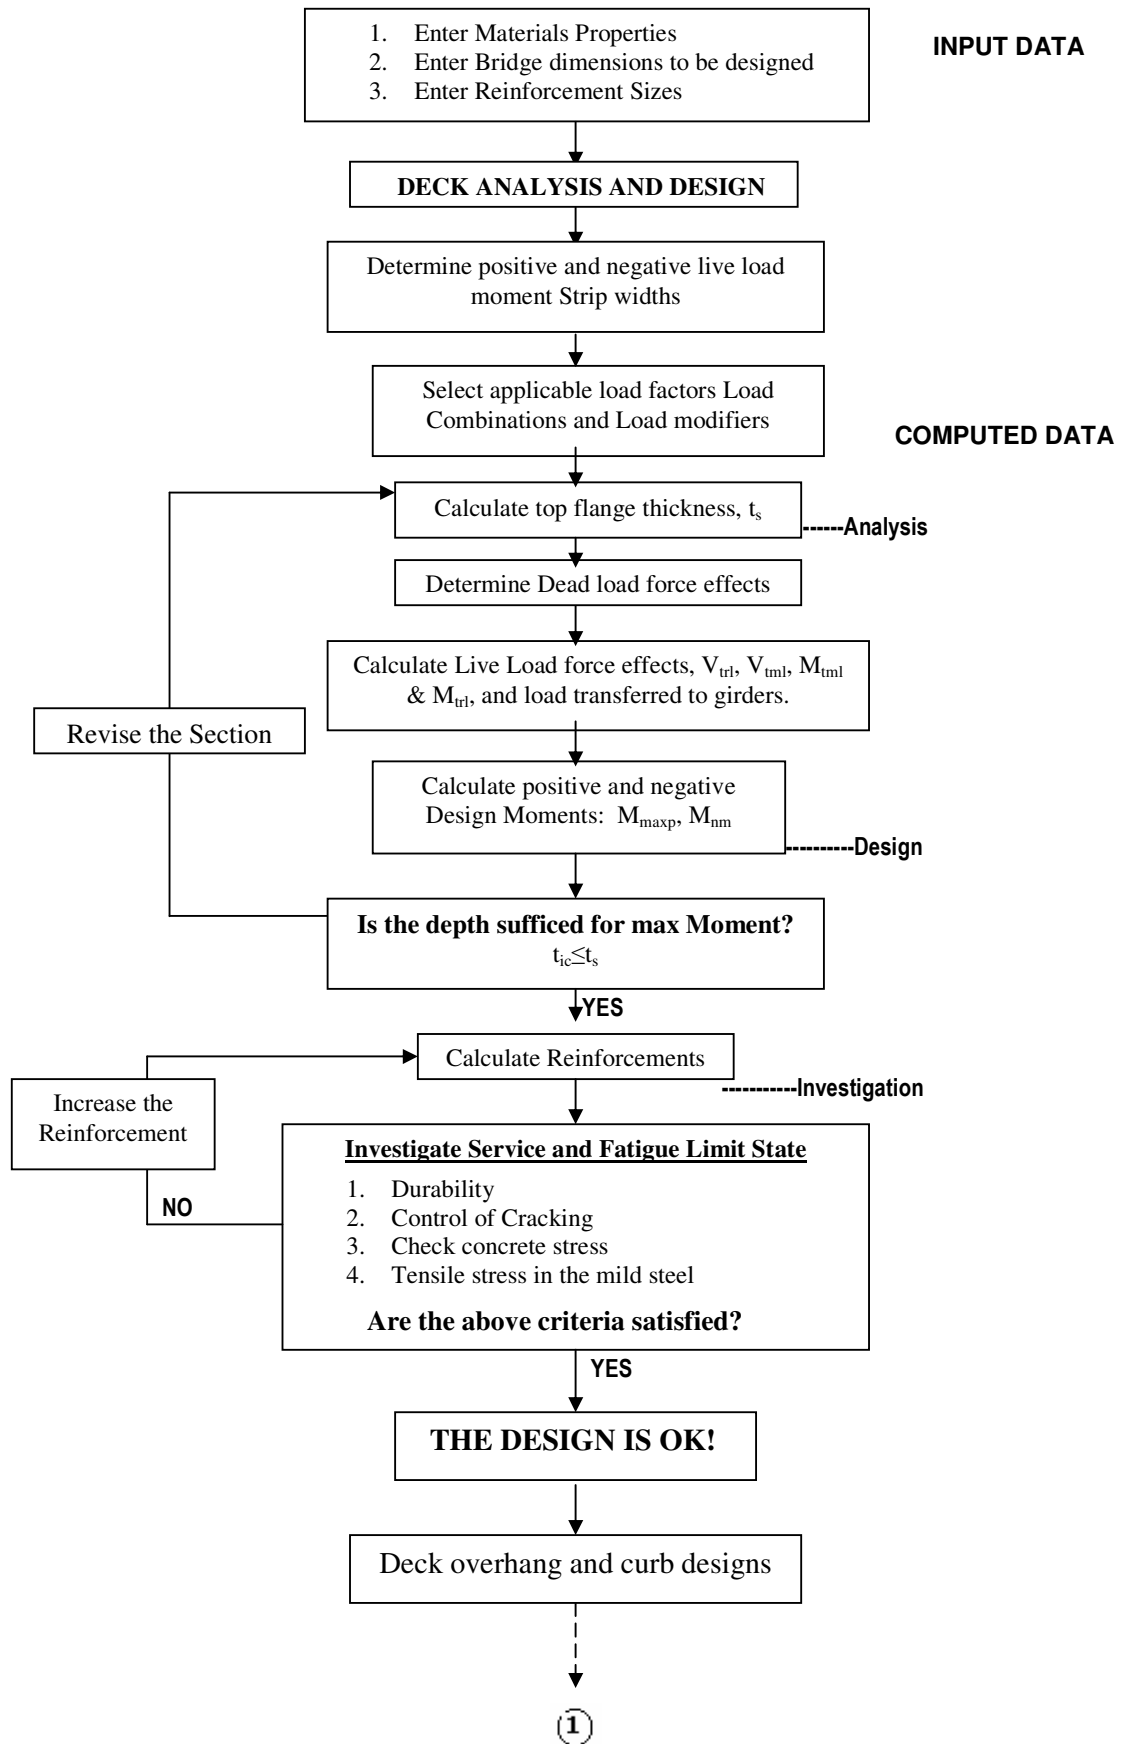 1. Enter Materials Properties
2. Enter Bridge dimensions to be designed
3. Enter Reinforcement Sizes
INPUT DATA
DECK ANALYSIS AND DESIGN
Determine positive and negative live load
moment Strip widths
Select applicable load factors Load
Combinations and Load modifiers
COMPUTED DATA
Calculate top flange thickness, ts
------Analysis
Determine Dead load force effects
Calculate Live Load force effects, Vtrl, Vtml, Mtml
& Mtrl, and load transferred to girders.
Revise the Section
Calculate positive and negative
Design Moments: Mmaxp, Mnm
----------Design
Is the depth sufficed for max Moment?
tic≤ts
YES
Calculate Reinforcements
-----------Investigation
Increase the
Reinforcement
Investigate Service and Fatigue Limit State
1. Durability
NO
2. Control of Cracking
3. Check concrete stress
4. Tensile stress in the mild steel
Are the above criteria satisfied?
YES
THE DESIGN IS OK!
Deck overhang and curb designs
1